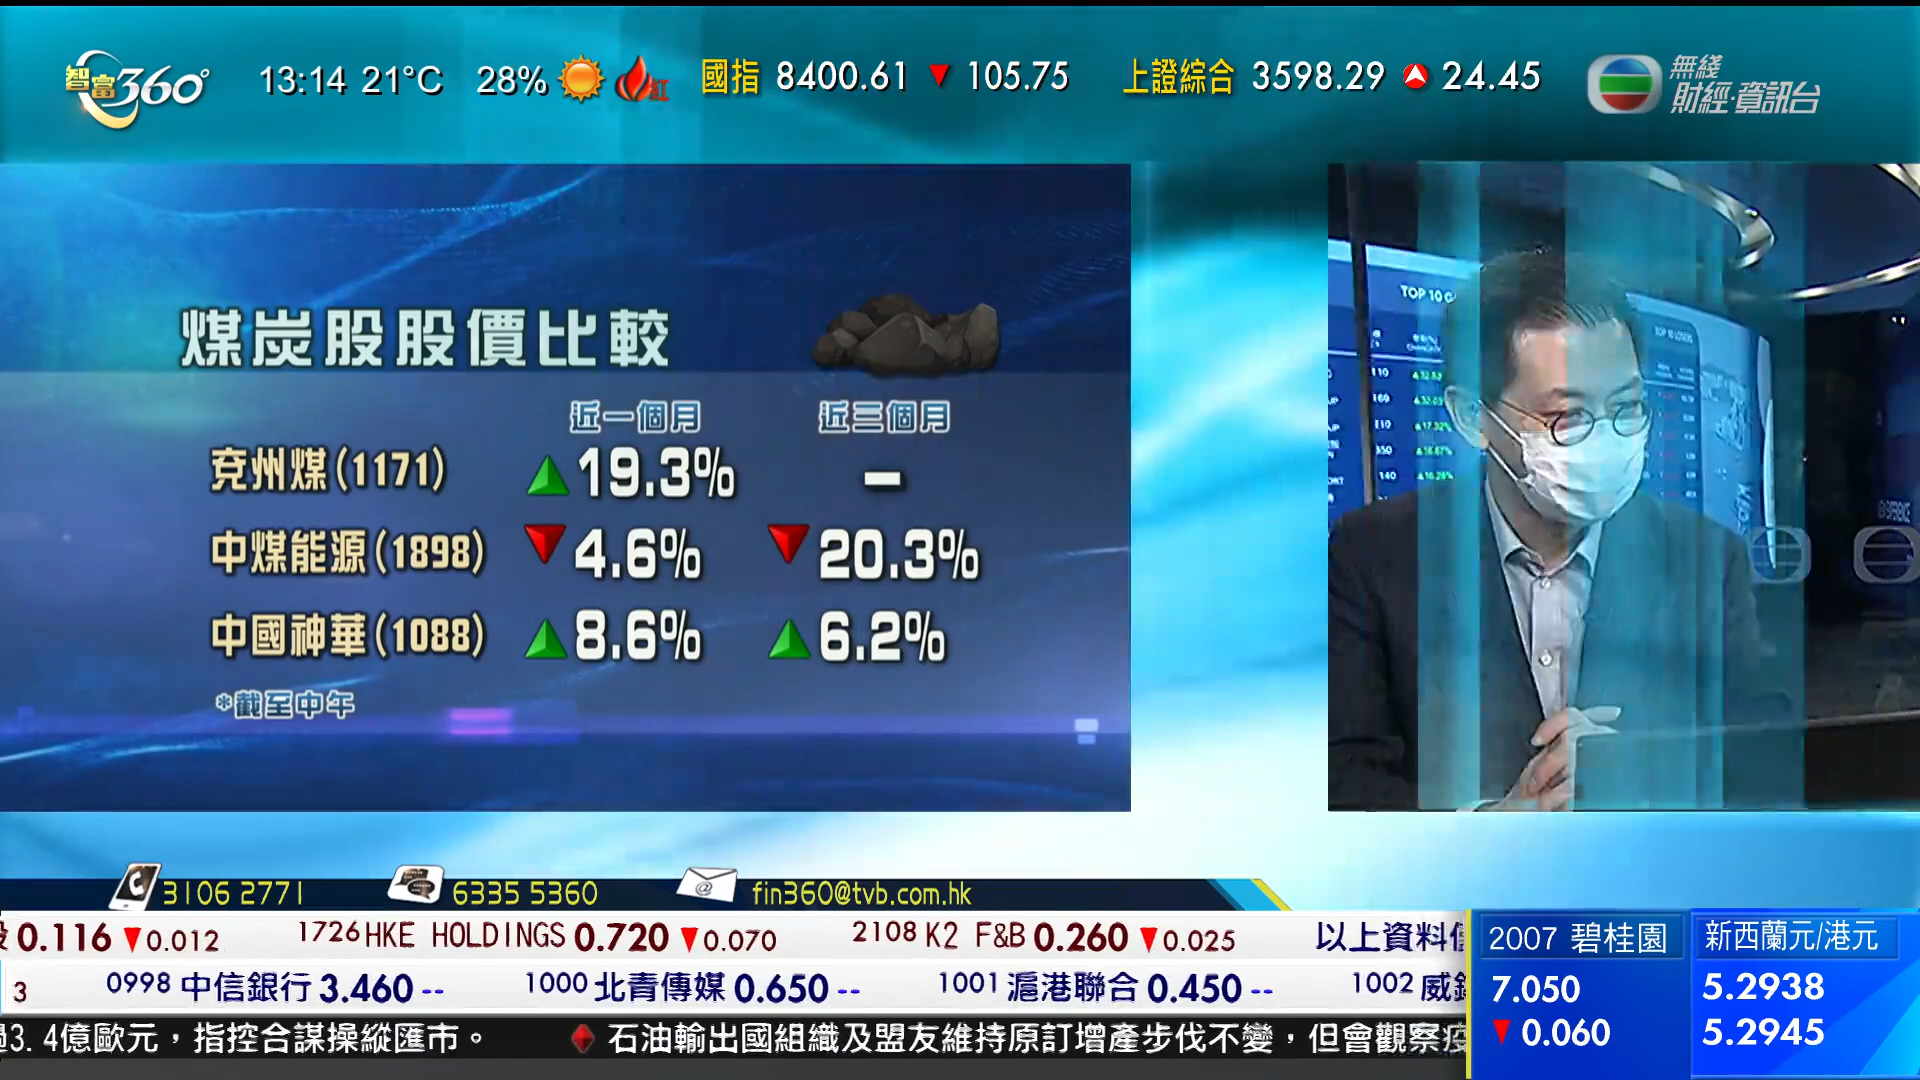 智富360°
13:14 21°C 28% 紅
國指 8400.61 ▼ 105.75
上證綜合 3598.29 24.45
無綫
財經·資訊台
煤炭股股價比較
近一個月 近三個月
兗州煤(1171) ▲19.3% –
中煤能源(1898) ▼4.6% ▼20.3%
中國神華(1088) ▲8.6% ▲6.2%
*截至中午
TOP 10 G
TOP 10 LOSERS
3106 2771 6335 5360 fin360@tvb.com.hk
0.116 ▼0.012 1726 HKE HOLDINGS 0.720 ▼0.070 2108 K2 F&B 0.260 ▼0.025 以上資料
3 0998 中信銀行 3.460 -- 1000 北青傳媒 0.650 -- 1001 滬港聯合 0.450 -- 1002 威
3.4億歐元，指控合謀操縱匯市。 ◆ 石油輸出國組織及盟友維持原訂增產步伐不變，但會觀察疫
2007 碧桂園
7.050
▼ 0.060
新西蘭元/港元
5.2938
5.2945